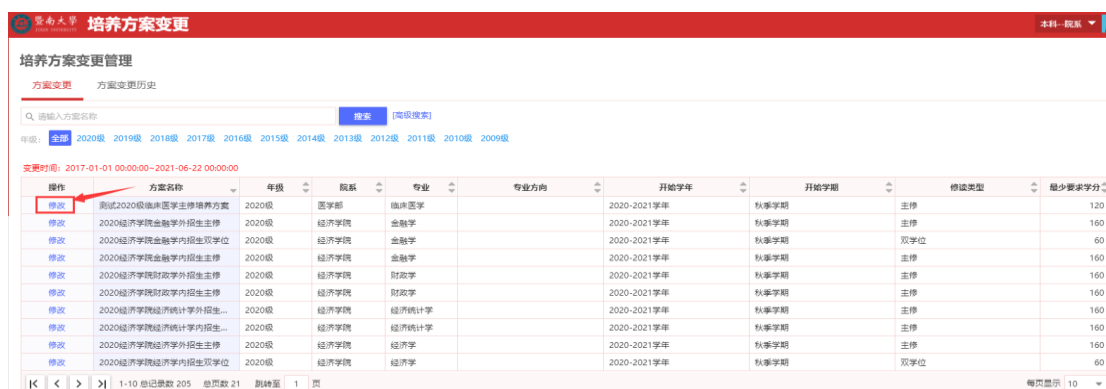 暨南大學 培养方案变更 本科--院系
培养方案变更管理
方案变更 方案变更历史
请输入方案名称 搜索 [高级搜索]
年级: 全部 2020级 2019级 2018级 2017级 2016级 2015级 2014级 2013级 2012级 2011级 2010级 2009级
变更时间: 2017-01-01 00:00:00~2021-06-22 00:00:00
操作 方案名称 年级 院系 专业 专业方向 开始学年 开始学期 修读类型 最少要求学分
修改 测试2020级临床医学主修培养方案 2020级 医学部 临床医学 2020-2021学年 秋季学期 主修 120
修改 2020经济学院金融学外招生主修 2020级 经济学院 金融学 2020-2021学年 秋季学期 主修 160
修改 2020经济学院金融学内招生双学位 2020级 经济学院 金融学 2020-2021学年 秋季学期 双学位 60
修改 2020经济学院金融学内招生主修 2020级 经济学院 金融学 2020-2021学年 秋季学期 主修 160
修改 2020经济学院财政学外招生主修 2020级 经济学院 财政学 2020-2021学年 秋季学期 主修 160
修改 2020经济学院财政学内招生主修 2020级 经济学院 财政学 2020-2021学年 秋季学期 主修 160
修改 2020经济学院经济统计学外招生... 2020级 经济学院 经济统计学 2020-2021学年 秋季学期 主修 160
修改 2020经济学院经济统计学内招生... 2020级 经济学院 经济统计学 2020-2021学年 秋季学期 主修 160
修改 2020经济学院经济学外招生主修 2020级 经济学院 经济学 2020-2021学年 秋季学期 主修 160
修改 2020经济学院经济学内招生双学位 2020级 经济学院 经济学 2020-2021学年 秋季学期 双学位 60
1-10 总记录数 205 总页数 21 跳转至 1 页 每页显示 10